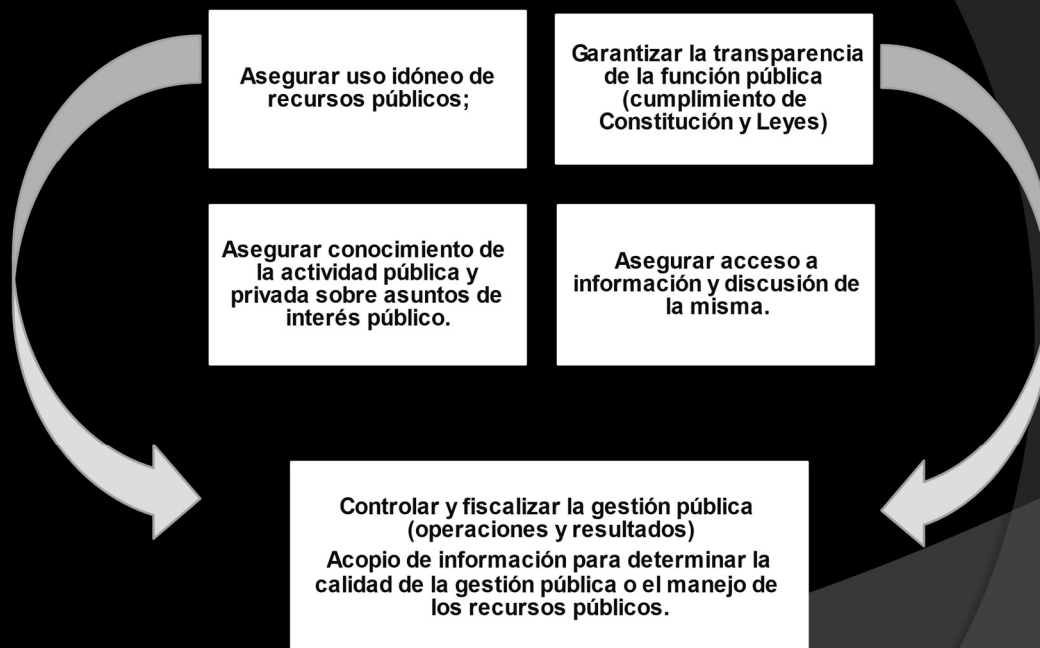 Asegurar uso idóneo de
recursos públicos;
Garantizar la transparencia
de la función pública
(cumplimiento de
Constitución y Leyes)
Asegurar conocimiento de
la actividad pública y
privada sobre asuntos de
interés público.
Asegurar acceso a
información y discusión de
la misma.
Controlar y fiscalizar la gestión pública
(operaciones y resultados)
Acopio de información para determinar la
calidad de la gestión pública o el manejo de
los recursos públicos.